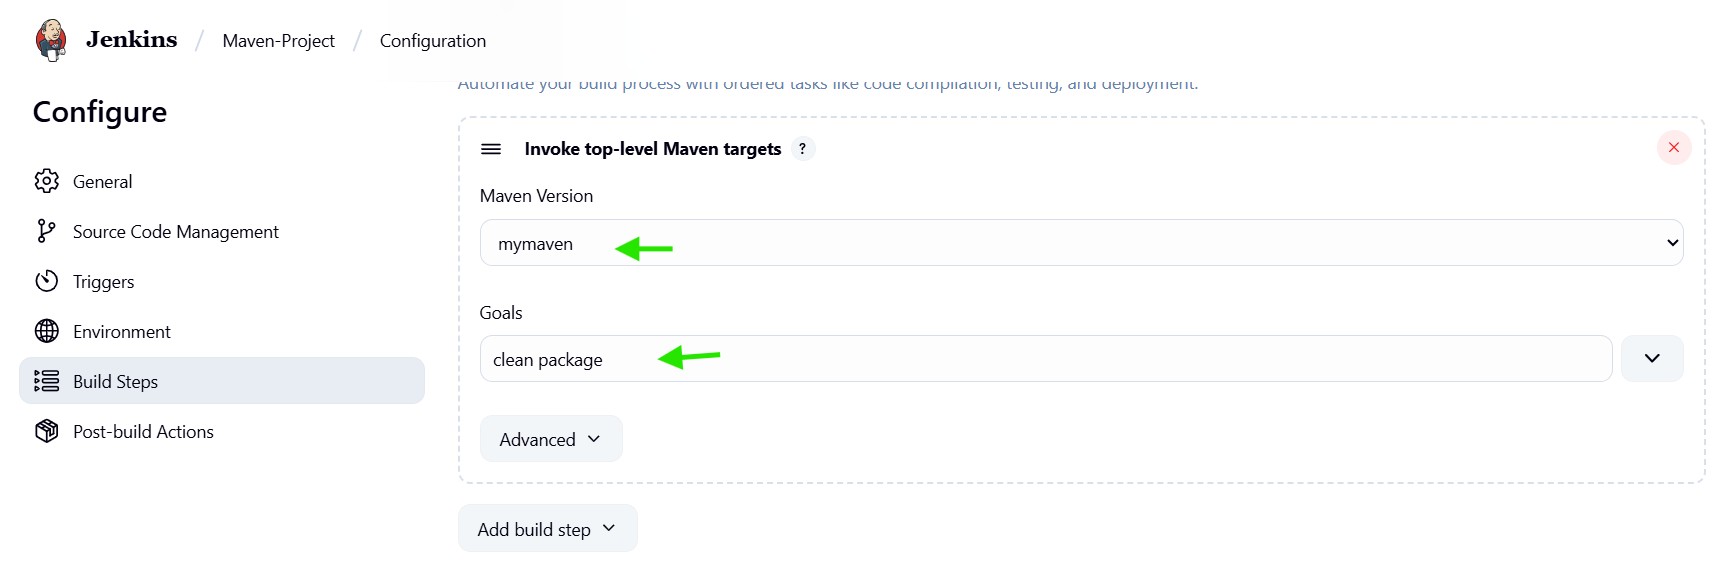 Jenkins / Maven-Project / Configuration
Configure
General
Source Code Management
Triggers
Environment
Build Steps
Post-build Actions
Automate your build process with ordered tasks like code compilation, testing, and deployment.
Invoke top-level Maven targets ?
Maven Version
mymaven
Goals
clean package
Advanced
Add build step